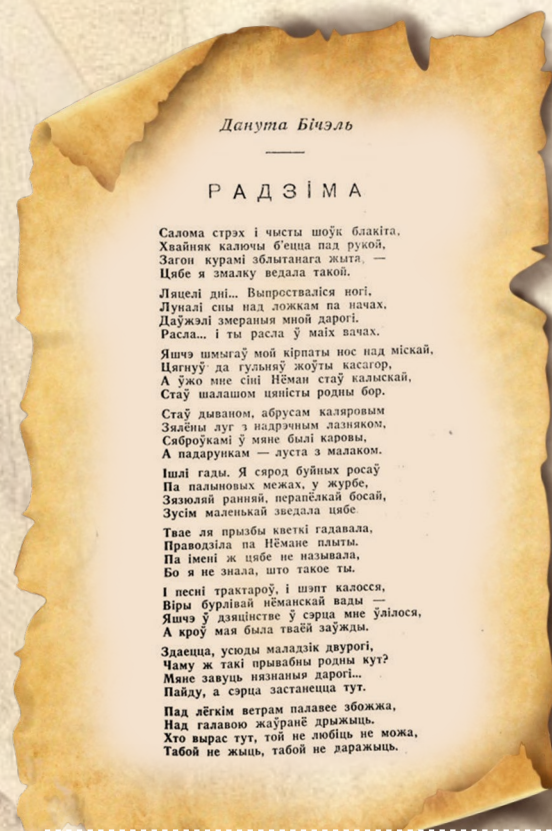 Данута Бічэль
РАДЗІМА
Салома стрэх і чысты шоўк блакіта,
Хвайняк калючы б'ецца пад рукой,
Загон курамі зблытанага жыта, —
Цябе я змалку ведала такой.
Ляцелі дні... Выпроствaліся ногі,
Луналі сны над ложкам па начах,
Даўжэлі змераныя мной дарогі.
Расла... і ты расла ў маіх вачах.
Яшчэ шмыгаў мой кірпаты нос над міскай,
Цягнуў да гульняў жоўты касагор,
А ўжо мне сіні Нёман стаў калыскай,
Стаў шалашом цяністы родны бор.
Стаў дываном, абрусам каляровым
Зялёны луг з надрэчным лазняком,
Сяброўкамі ў мяне былі каровы,
А падарункам — луста з малаком.
Ішлі гады. Я сярод буйных росаў
Па палыновых межах, у журбе,
Зязюляй ранняй, перапёлкай босай,
Зусім маленькай зведала цябе.
Твае ля прызбы кветкі гадавала,
Праводзіла па Нёмане плыты.
Па імені ж цябе не называла,
Бо я не знала, што такое ты.
І песні трактароў, і шэпт калосся,
Віры бурлівай нёманскай вады —
Яшчэ ў дзяцінстве ў сэрца мне ўлілося,
А кроў мая была тваёй заўжды.
Здаецца, усюды маладзік двурогі,
Чаму ж такі прывабны родны кут?
Мяне завуць нязнаныя дарогі...
Пайду, а сэрца застанецца тут.
Пад лёгкім ветрам палавее збожжа,
Над галавою жаўранё дрыжыць.
Хто вырас тут, той не любіць не можа,
Табой не жыць, табой не даражыць.